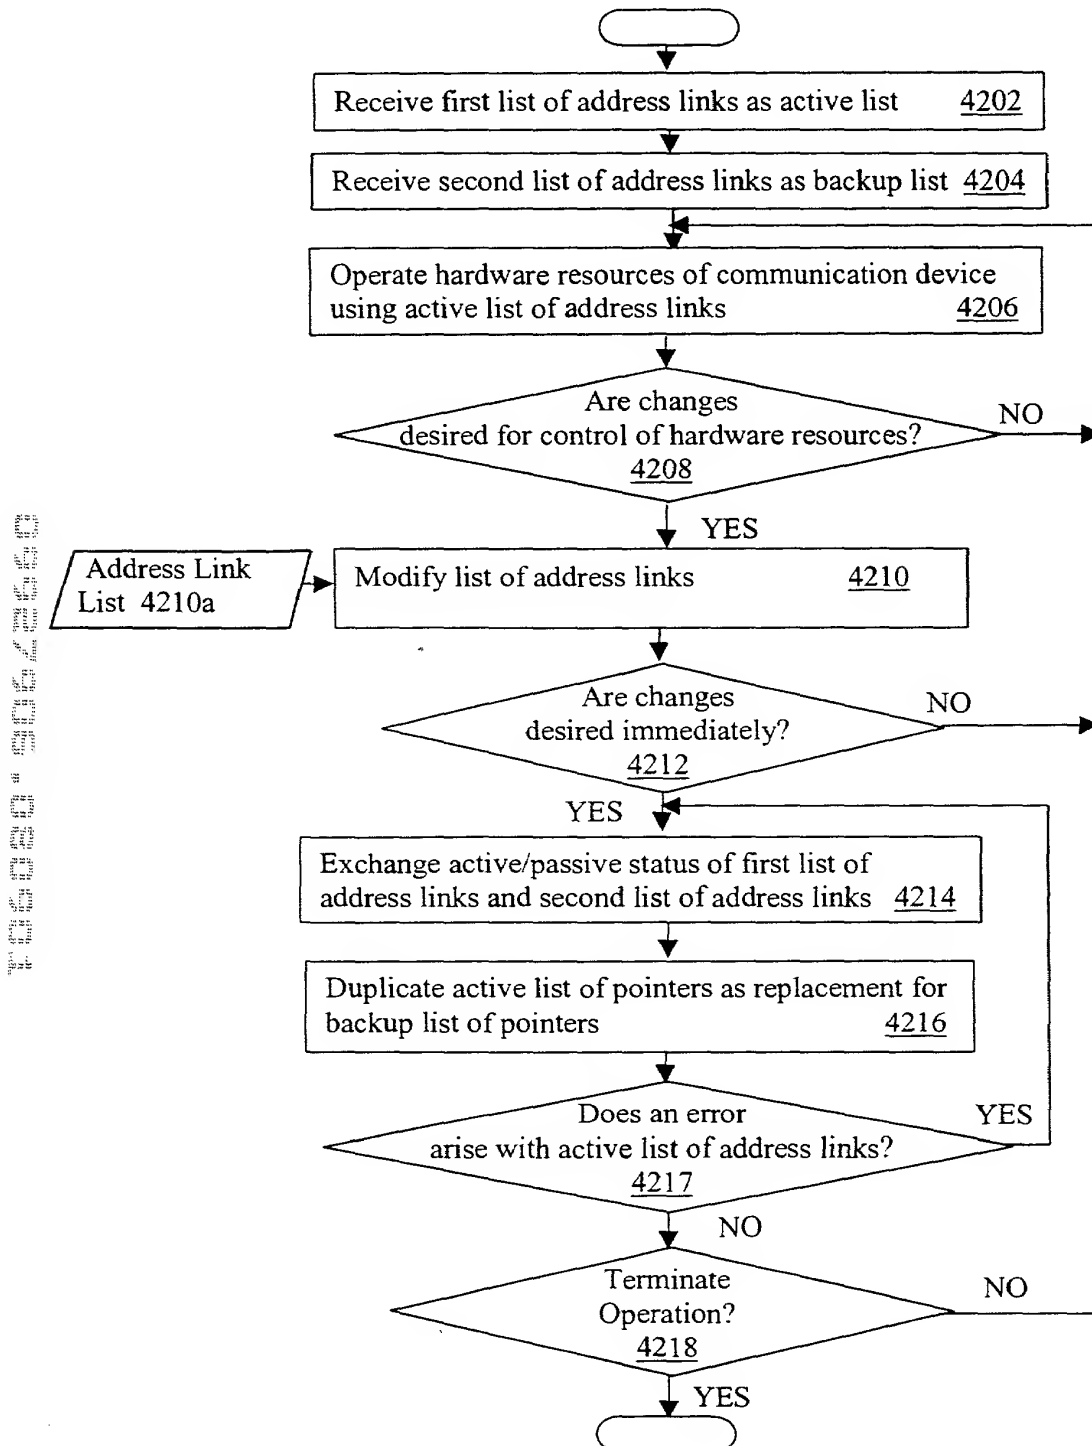 Receive first list of address links as active list 4202
Receive second list of address links as backup list 4204
Operate hardware resources of communication device
using active list of address links 4206
Are changes
desired for control of hardware resources?
4208
NO
YES
Address Link
List 4210a
Modify list of address links 4210
Are changes
desired immediately?
4212
NO
YES
Exchange active/passive status of first list of
address links and second list of address links 4214
Duplicate active list of pointers as replacement for
backup list of pointers 4216
Does an error
arise with active list of address links?
4217
YES
NO
Terminate
Operation?
4218
NO
YES